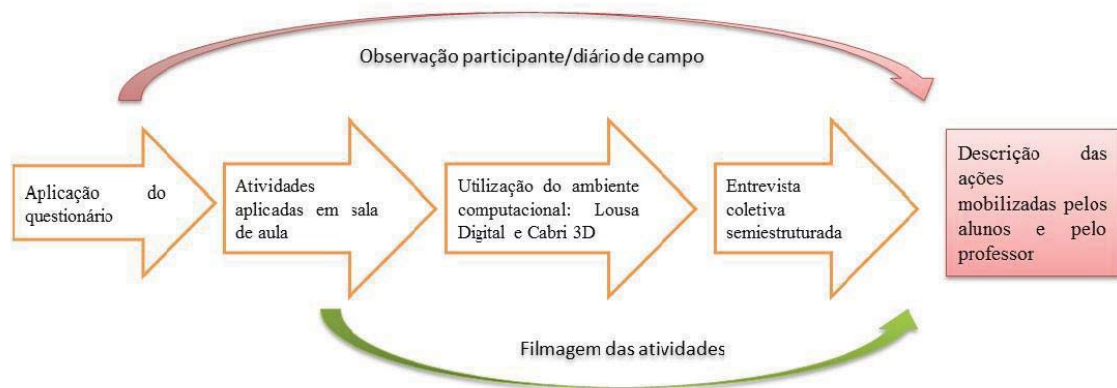 Observação participante/diário de campo
Aplicação do
questionário
Atividades
aplicadas em sala
de aula
Utilização do ambiente
computacional: Lousa
Digital e Cabri 3D
Entrevista
coletiva
semiestruturada
Descrição das
ações
mobilizadas pelos
alunos e pelo
professor
Filmagem das atividades